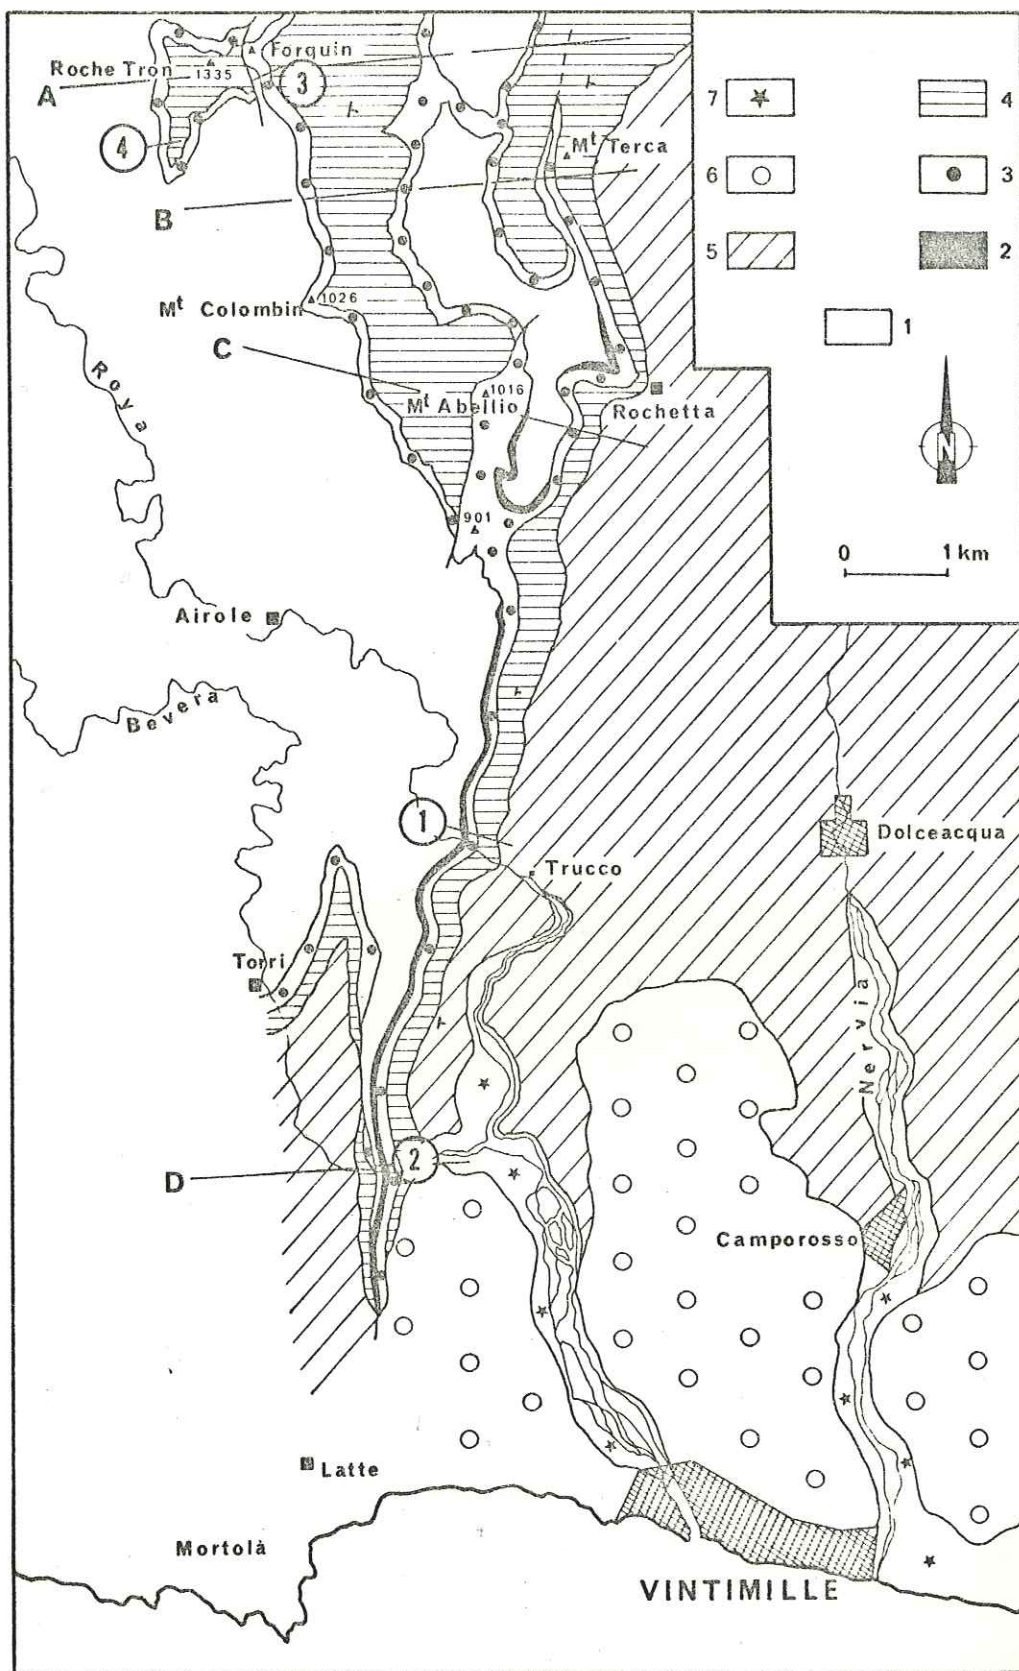 Forquin
Roche Tron
1335
A
3
4
Mt Terca
B
1026
Mt Colombin
C
1016
Mt Abellio
Rochetta
Roya
901
Airole
Bevera
1
Trucco
Dolceacqua
Torri
Nervia
D
2
Camporosso
Latte
Mortolà
VINTIMILLE
7
4
6
3
5
2
1
N
0 1 km